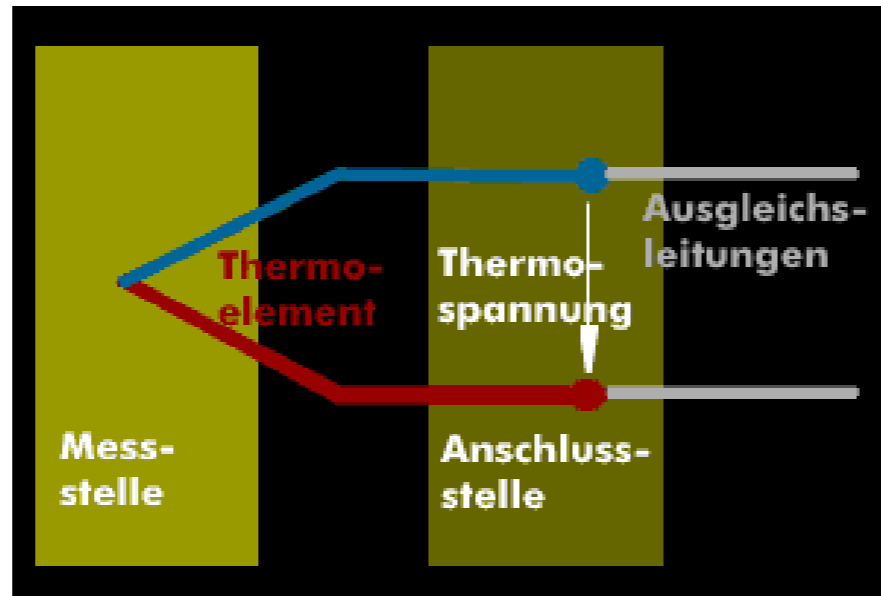 Thermo-
element
Thermo-
spannung
Ausgleichs-
leitungen
Mess-
stelle
Anschluss-
stelle